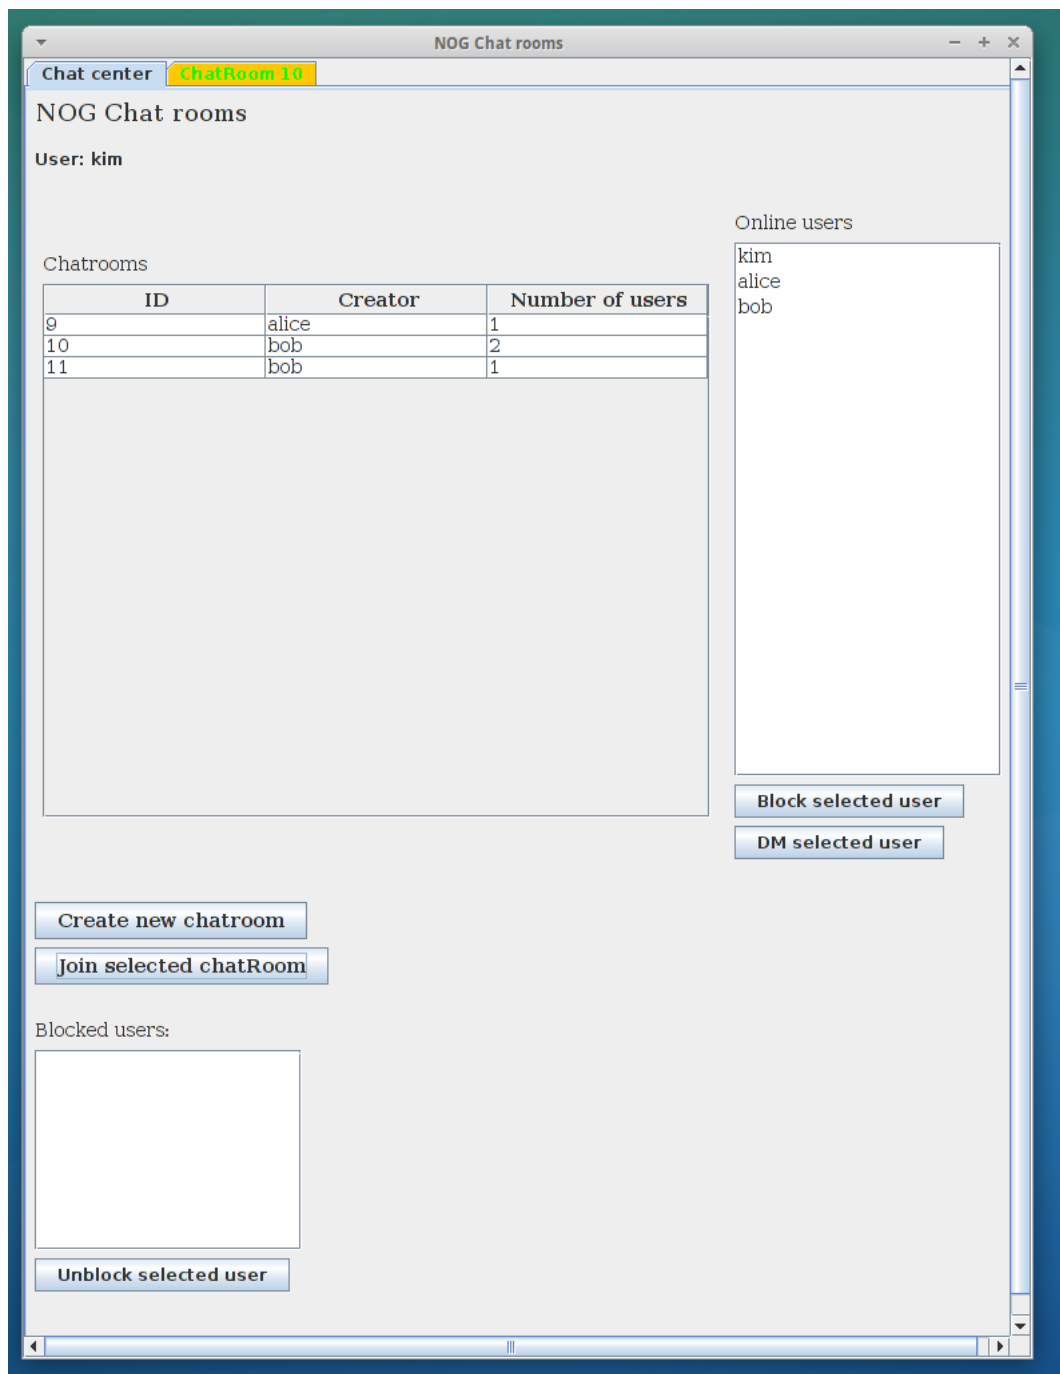 NOG Chat rooms
Chat center ChatRoom 10
NOG Chat rooms
User: kim
Online users
kim
alice
bob
Chatrooms
ID Creator Number of users
9 alice 1
10 bob 2
11 bob 1
Block selected user
DM selected user
Create new chatroom
Join selected chatRoom
Blocked users:
Unblock selected user